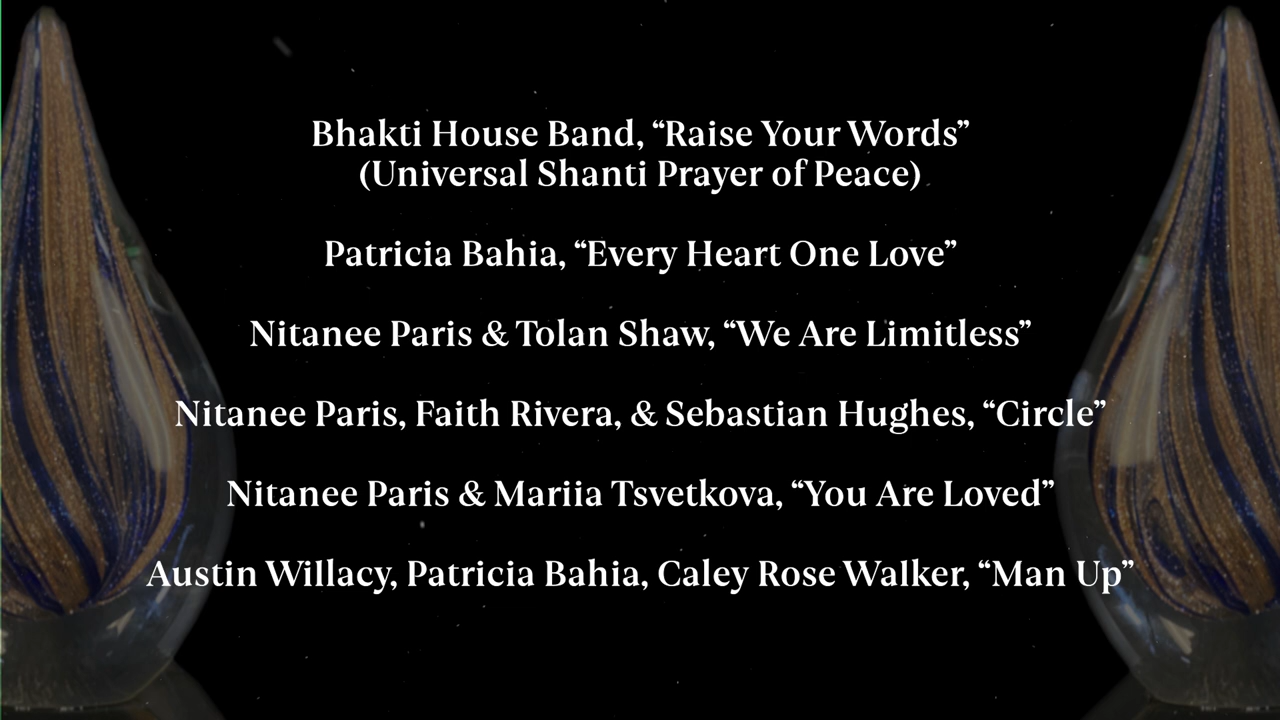 Bhakti House Band, “Raise Your Words”
(Universal Shanti Prayer of Peace)
Patricia Bahia, “Every Heart One Love”
Nitanee Paris & Tolan Shaw, “We Are Limitless”
Nitanee Paris, Faith Rivera, & Sebastian Hughes, “Circle”
Nitanee Paris & Mariia Tsvetkova, “You Are Loved”
Austin Willacy, Patricia Bahia, Caley Rose Walker, “Man Up”